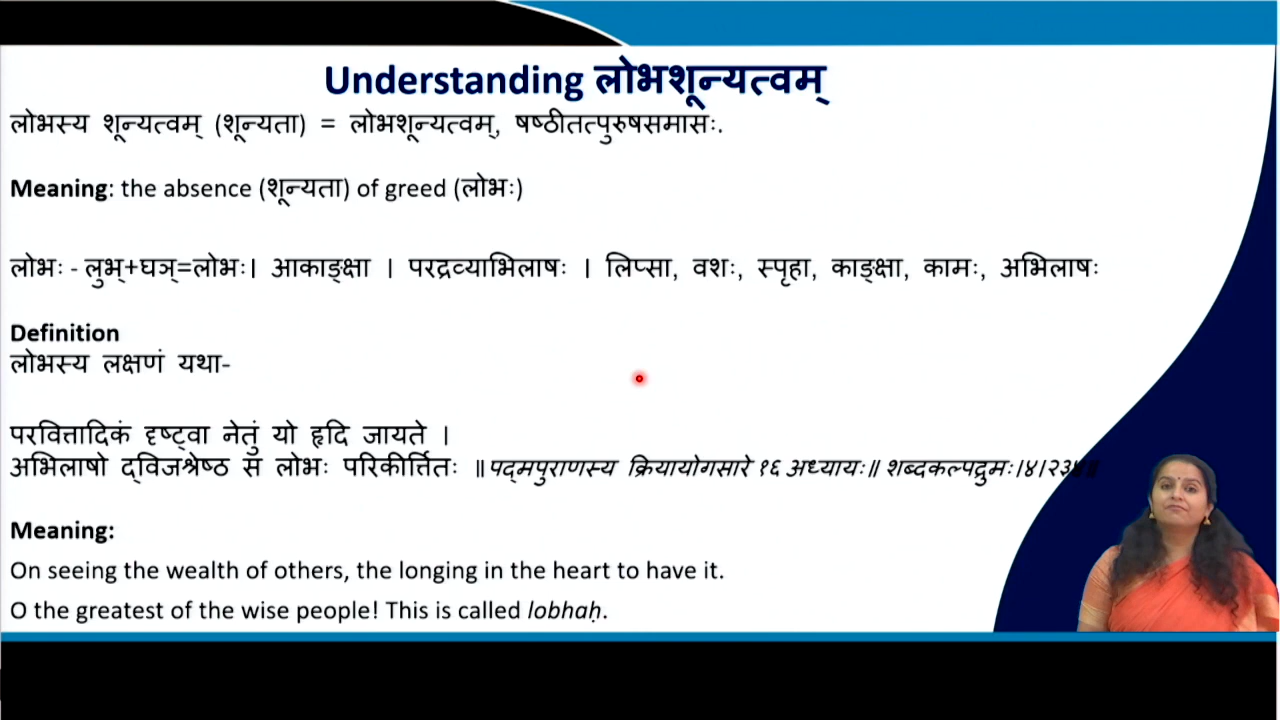 Understanding लोभशून्यत्वम्
लोभस्य शून्यत्वम् (शून्यता) = लोभशून्यत्वम्, षष्ठीतत्पुरुषसमासः.
Meaning: the absence (शून्यता) of greed (लोभः)
लोभः - लुभ्+घञ्=लोभः। आकाङ्क्षा । परद्रव्याभिलाषः । लिप्सा, वशः, स्पृहा, काङ्क्षा, कामः, अभिलाषः
Definition
लोभस्य लक्षणं यथा-
परवित्तादिकं दृष्ट्वा नेतुं यो हृदि जायते ।
अभिलाषो द्विजश्रेष्ठ स लोभः परिकीर्त्तितः ॥ पद्मपुराणस्य क्रियायोगसारे १६ अध्यायः॥ शब्दकल्पद्रुमः।४।
Meaning:
On seeing the wealth of others, the longing in the heart to have it.
O the greatest of the wise people! This is called lobhaḥ.